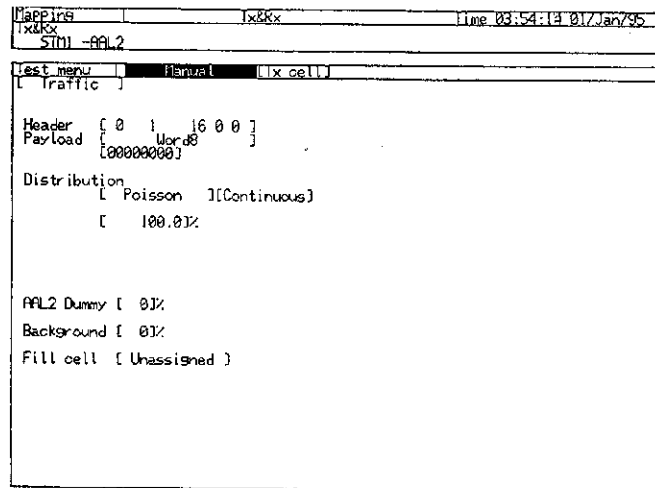 Mapping Tx&Rx Time 03:54:13 01/Jan/95
Tx&Rx
STM1 -AAL2
Test menu Manual [Tx cell]
[ Traffic ]
Header [ 0 1 16 0 0 ]
Payload [ Word8 ]
[00000000]
Distribution
[ Poisson ][Continuous]
[ 100.0]%
AAL2 Dummy [ 0]%
Background [ 0]%
Fill cell [ Unassigned ]